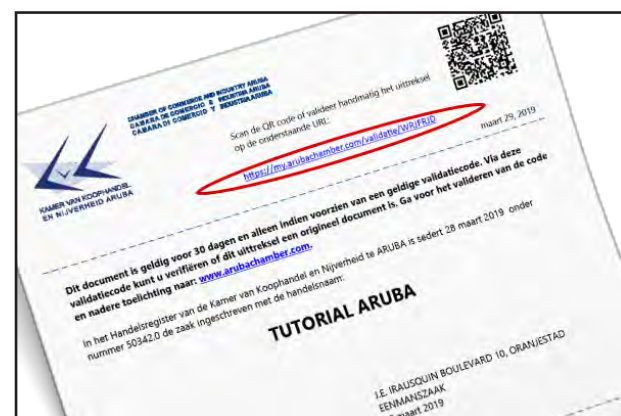 CHAMBER OF COMMERCE AND INDUSTRY ARUBA
CAMARA DE COMERCIO E INDUSTRIA ARUBA
CAMARA DI COMERCIO Y INDUSTRIA ARUBA
KAMER VAN KOOPHANDEL
EN NIJVERHEID ARUBA
Scan de QR code of valideer handmatig het uittreksel
op de onderstaande URL:
https://my.arubachamber.com/validatie/WRJFRJD
maart 29, 2019
Dit document is geldig voor 30 dagen en alleen indien voorzien van een geldige validatiecode. Via deze
validatiecode kunt u verifiëren of dit uittreksel een origineel document is. Ga voor het valideren van de code
en nadere toelichting naar: www.arubachamber.com.
In het Handelsregister van de Kamer van Koophandel en Nijverheid te ARUBA is sedert 28 maart 2019 onder
nummer 50342.0 de zaak ingeschreven met de handelsnaam:
TUTORIAL ARUBA
J.E. IRAUSQUIN BOULEVARD 10, ORANJESTAD
EENMANSZAAK
maart 2019